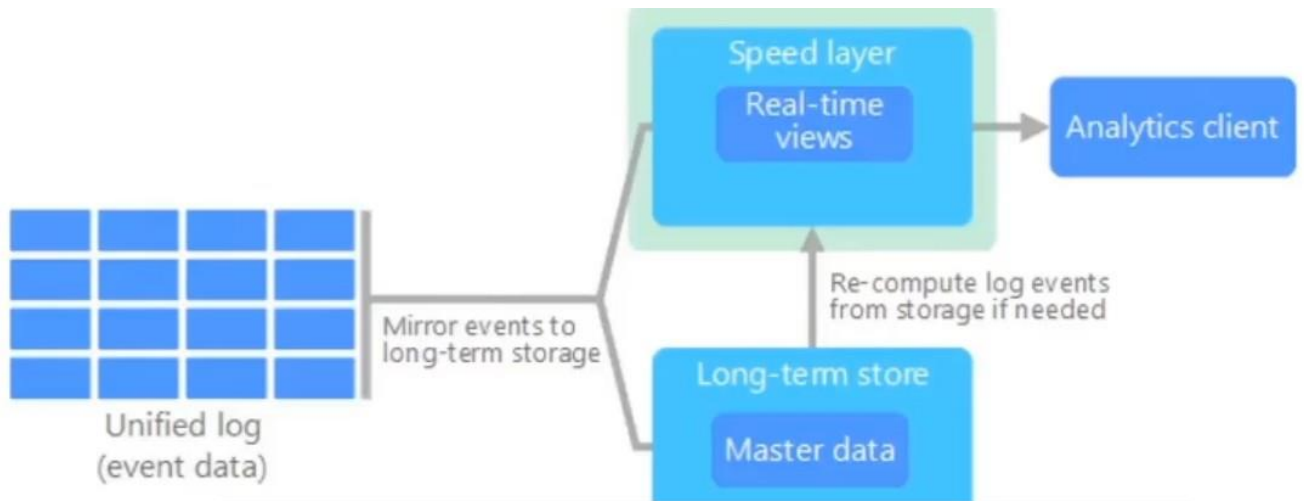 Speed layer
Real-time
views
Analytics client
Re-compute log events
from storage if needed
Mirror events to
long-term storage
Long-term store
Master data
Unified log
(event data)